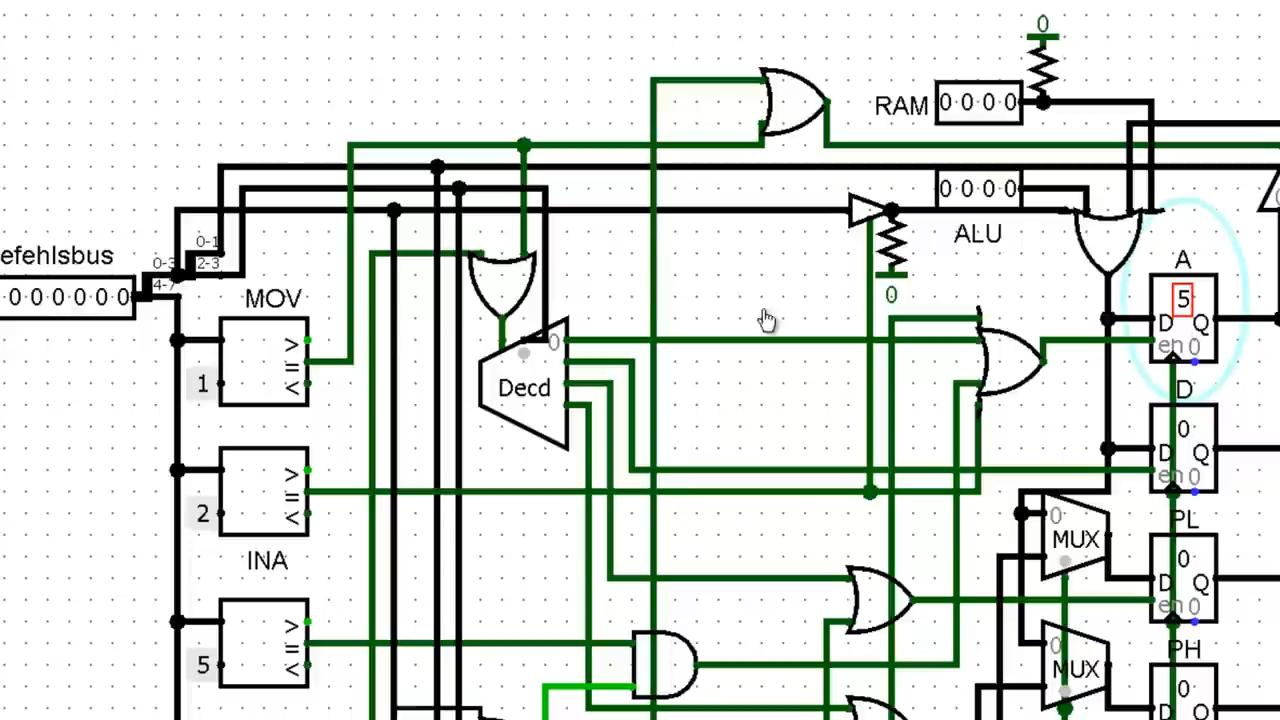 0
RAM 0 0 0 0
0 0 0 0
ALU
0
efehlsbus
0 0 0 0 0 0
0-3
4-7
0-1
2-3
MOV
> = <
1
> = <
2
INA
> = <
5
0
Decd
A
5
D Q
en 0
D
0
D Q
en 0
PL
0
MUX
0
D Q
en 0
PH
0
MUX
0
D Q